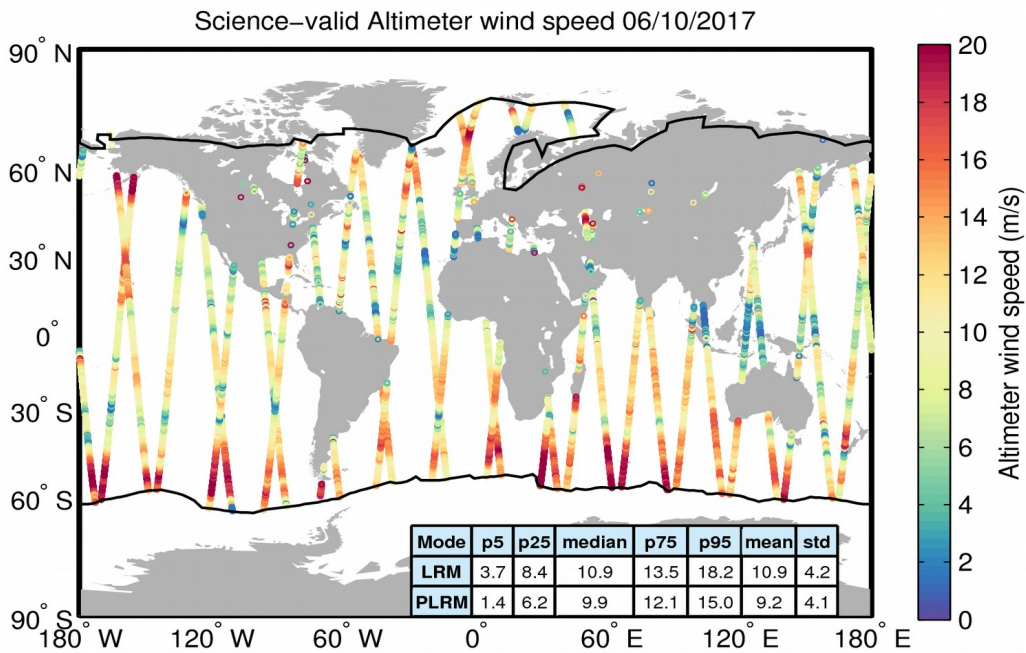 Science−valid Altimeter wind speed 06/10/2017
90° N
60° N
30° N
0°
30° S
60° S
90° S
180° W
120° W
60° W
0°
60° E
120° E
180° E
Mode p5 p25 median p75 p95 mean std
LRM 3.7 8.4 10.9 13.5 18.2 10.9 4.2
PLRM 1.4 6.2 9.9 12.1 15.0 9.2 4.1
20
18
16
14
12
10
8
6
4
2
0
Altimeter wind speed (m/s)